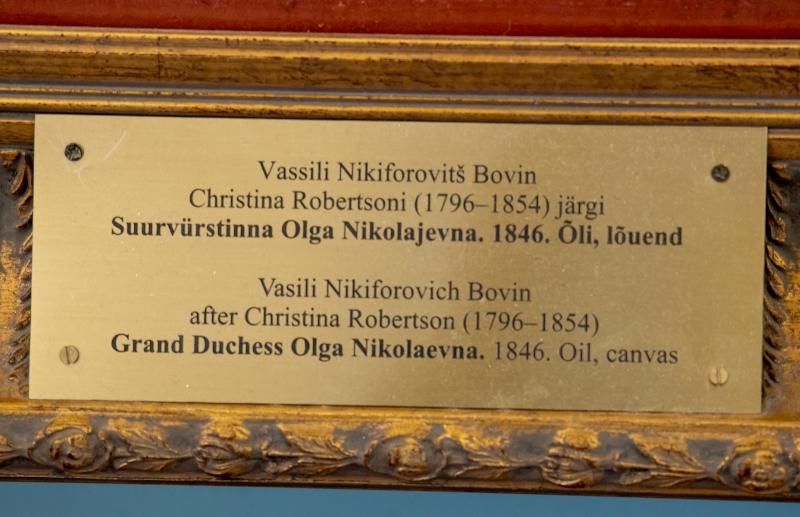 Vassili Nikiforovitš Bovin
Christina Robertsoni (1796–1854) järgi
Suurvürstinna Olga Nikolajevna. 1846. Õli, lõuend
Vasili Nikiforovich Bovin
after Christina Robertson (1796–1854)
Grand Duchess Olga Nikolaevna. 1846. Oil, canvas